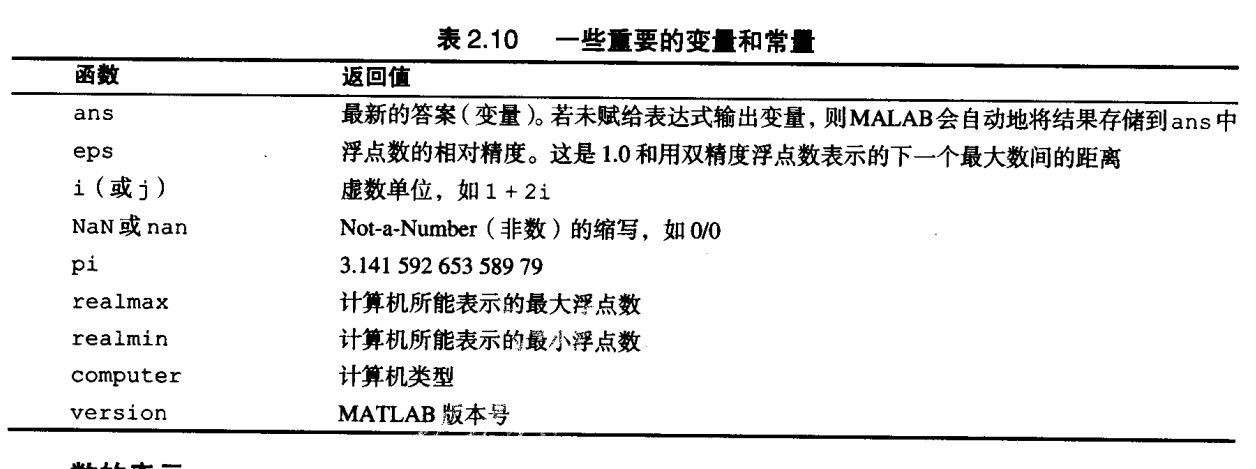 表 2.10 一些重要的变量和常量
函数 返回值
ans 最新的答案（变量）。若未赋给表达式输出变量，则MALAB会自动地将结果存储到ans中
eps 浮点数的相对精度。这是 1.0 和用双精度浮点数表示的下一个最大数间的距离
i（或j） 虚数单位，如 1 + 2i
NaN或nan Not-a-Number（非数）的缩写，如 0/0
pi 3.141 592 653 589 79
realmax 计算机所能表示的最大浮点数
realmin 计算机所能表示的最小浮点数
computer 计算机类型
version MATLAB 版本号